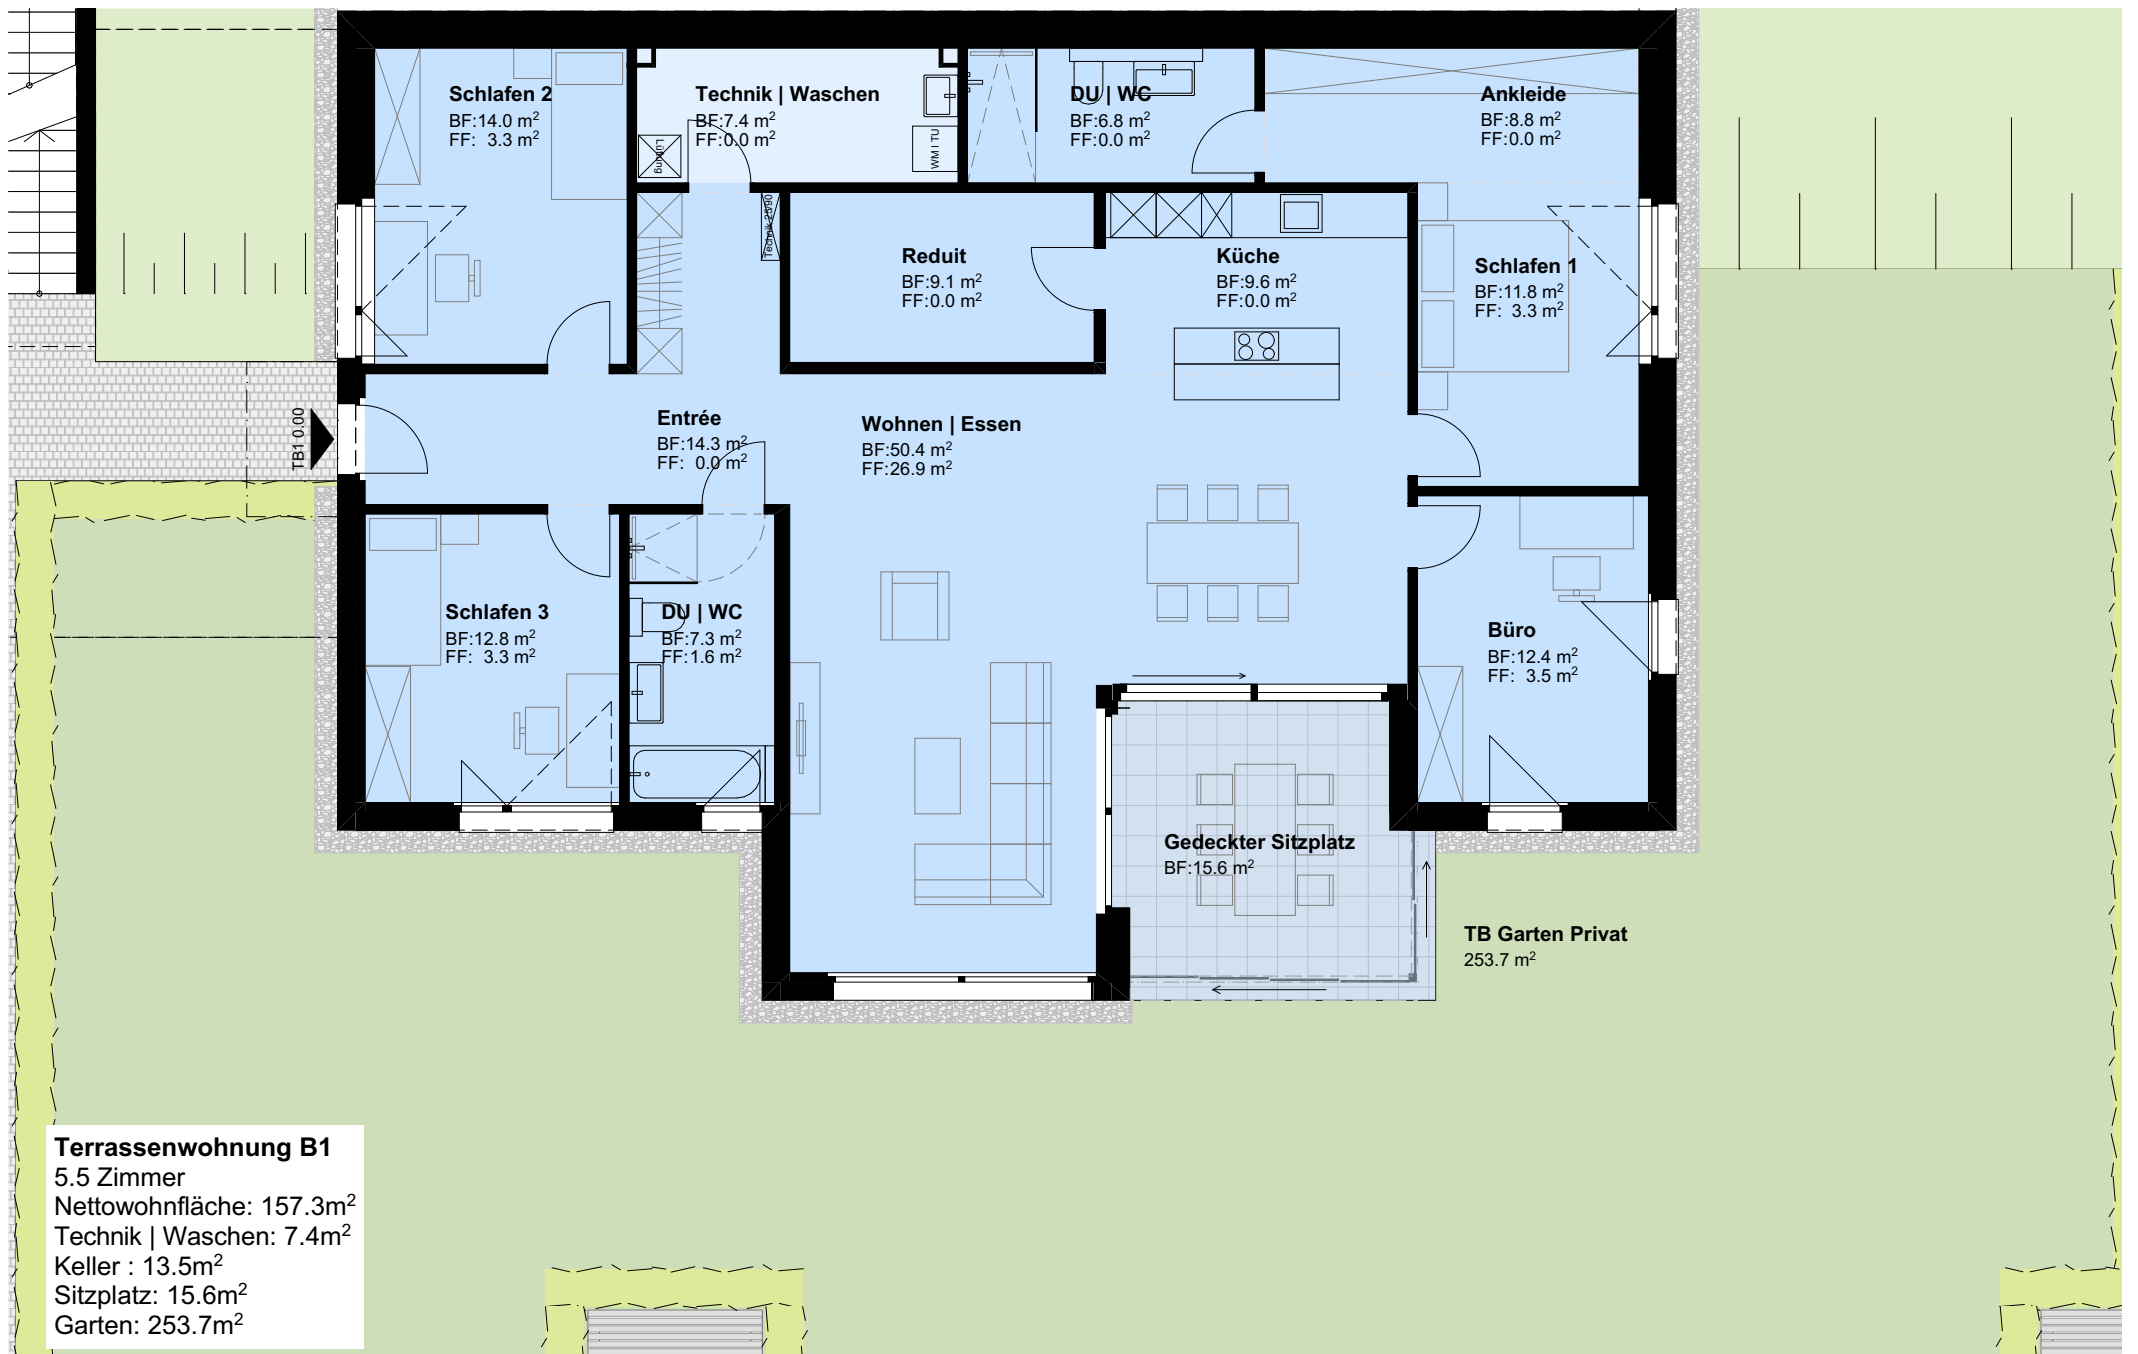 Schlafen 2
BF:14.0 m²
FF: 3.3 m²
Technik | Waschen
BF:7.4 m²
FF:0.0 m²
Lüftung
WM I TU
DU | WC
BF:6.8 m²
FF:0.0 m²
Ankleide
BF:8.8 m²
FF:0.0 m²
Technik 25/90
Reduit
BF:9.1 m²
FF:0.0 m²
Küche
BF:9.6 m²
FF:0.0 m²
Schlafen 1
BF:11.8 m²
FF: 3.3 m²
TB1 0.00
Entrée
BF:14.3 m²
FF: 0.0 m²
Wohnen | Essen
BF:50.4 m²
FF:26.9 m²
Schlafen 3
BF:12.8 m²
FF: 3.3 m²
DU | WC
BF:7.3 m²
FF:1.6 m²
Büro
BF:12.4 m²
FF: 3.5 m²
Gedeckter Sitzplatz
BF:15.6 m²
TB Garten Privat
253.7 m²
Terrassenwohnung B1
5.5 Zimmer
Nettowohnfläche: 157.3m²
Technik | Waschen: 7.4m²
Keller : 13.5m²
Sitzplatz: 15.6m²
Garten: 253.7m²